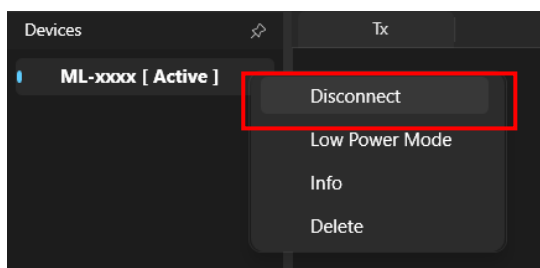 Devices
Tx
ML-xxxx [ Active ]
Disconnect
Low Power Mode
Info
Delete